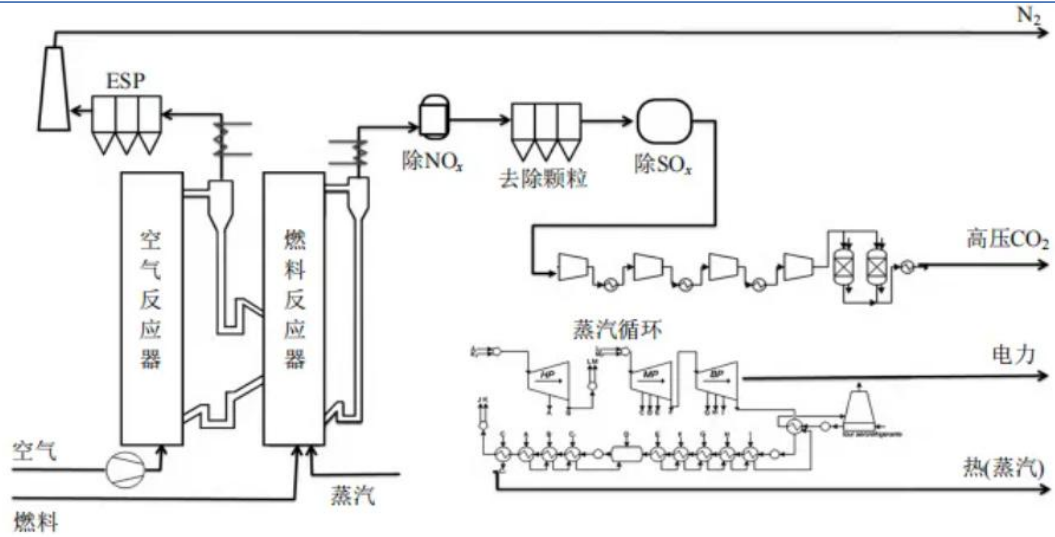 N₂
ESP
除NOₓ
去除颗粒
除SOₓ
空气反应器
燃料反应器
高压CO₂
蒸汽循环
电力
HP
MP
BP
LM
JK
空气
燃料
蒸汽
热(蒸汽)